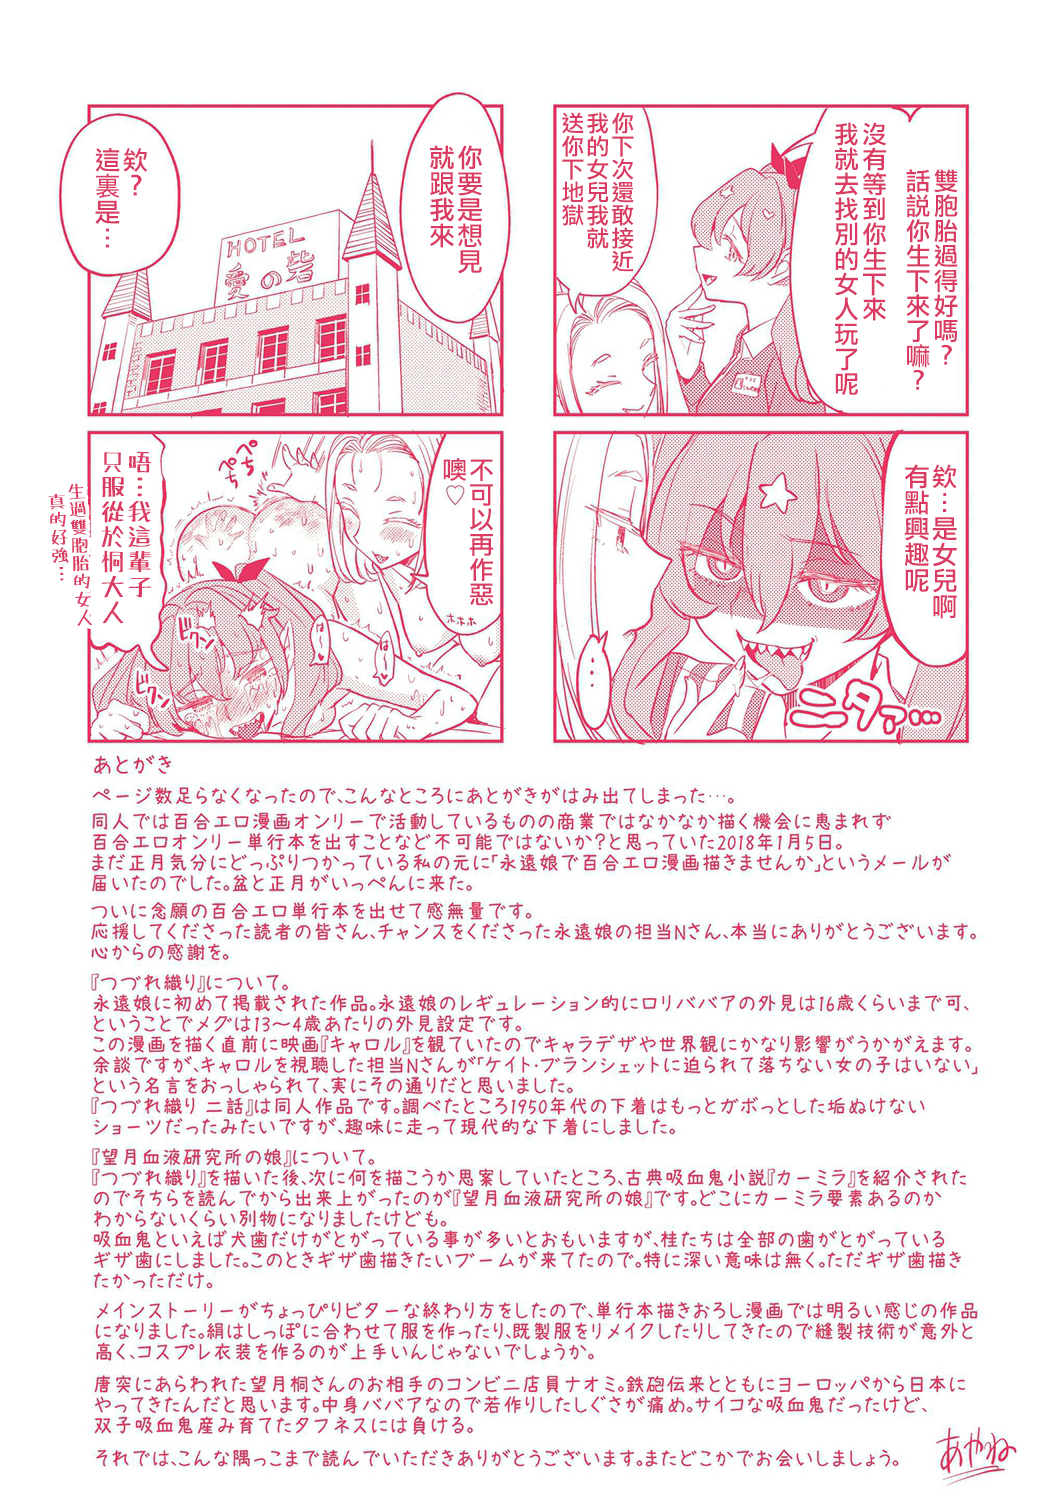 雙胞胎過得好嗎？
話説你生下來了嘛？
沒有等到你生下來
我就去找別的女人玩了呢
你下次還敢接近
我的女兒我就
送你下地獄
欸…是女兒啊
有點興趣呢
…
ニタァ…
你要是想見
就跟我來
HOTEL
愛の砦
欸？
這裏是…
不可以再作惡
噢♡
ホホホ
ぺち
ぺち
はーっ
はーっ
ビクン
ビクン
唔…我這輩子
只服從於桐大人
生過雙胞胎的女人
真的好強…
あとがき
ページ数足らなくなったので、こんなところにあとがきがはみ出てしまった…。
同人では百合エロ漫画オンリーで活動しているものの商業ではなかなか描く機会に恵まれず
百合エロオンリー単行本を出すことなど不可能ではないか？と思っていた2018年1月5日。
まだ正月気分にどっぷりつかっている私の元に「永遠娘で百合エロ漫画描きませんか」というメールが
届いたのでした。盆と正月がいっぺんに来た。
ついに念願の百合エロ単行本を出せて感無量です。
応援してくださった読者の皆さん、チャンスをくださった永遠娘の担当Nさん、本当にありがとうございます。
心からの感謝を。
『つづれ織り』について。
永遠娘に初めて掲載された作品。永遠娘のレギュレーション的にロリババアの外見は16歳くらいまで可、
ということでメグは13〜4歳あたりの外見設定です。
この漫画を描く直前に映画『キャロル』を観ていたのでキャラデザや世界観にかなり影響がうかがえます。
余談ですが、キャロルを視聴した担当Nさんが「ケイト・ブランシェットに迫られて落ちない女の子はいない」
という名言をおっしゃられて、実にその通りだと思いました。
『つづれ織り 二話』は同人作品です。調べたところ1950年代の下着はもっとガボっとした垢ぬけない
ショーツだったみたいですが、趣味に走って現代的な下着にしました。
『望月血液研究所の娘』について。
『つづれ織り』を描いた後、次に何を描こうか思案していたところ、古典吸血鬼小説『カーミラ』を紹介された
のでそちらを読んでから出来上がったのが『望月血液研究所の娘』です。どこにカーミラ要素あるのか
わからないくらい別物になりましたけども。
吸血鬼といえば犬歯だけがとがっている事が多いとおもいますが、桂たちは全部の歯がとがっている
ギザ歯にしました。このときギザ歯描きたいブームが来てたので。特に深い意味は無く。ただギザ歯描き
たかっただけ。
メインストーリーがちょっぴりビターな終わり方をしたので、単行本描きおろし漫画では明るい感じの作品
になりました。絹はしっぽに合わせて服を作ったり、既製服をリメイクしたりしてきたので縫製技術が意外と
高く、コスプレ衣装を作るのが上手いんじゃないでしょうか。
唐突にあらわれた望月桐さんのお相手のコンビニ店員ナオミ。鉄砲伝来とともにヨーロッパから日本に
やってきたんだと思います。中身ババアなので若作りしたしぐさが痛め。サイコな吸血鬼だったけど、
双子吸血鬼産み育てたタフネスには負ける。
それでは、こんな隅っこまで読んでいただきありがとうございます。またどこかでお会いしましょう。
あやね